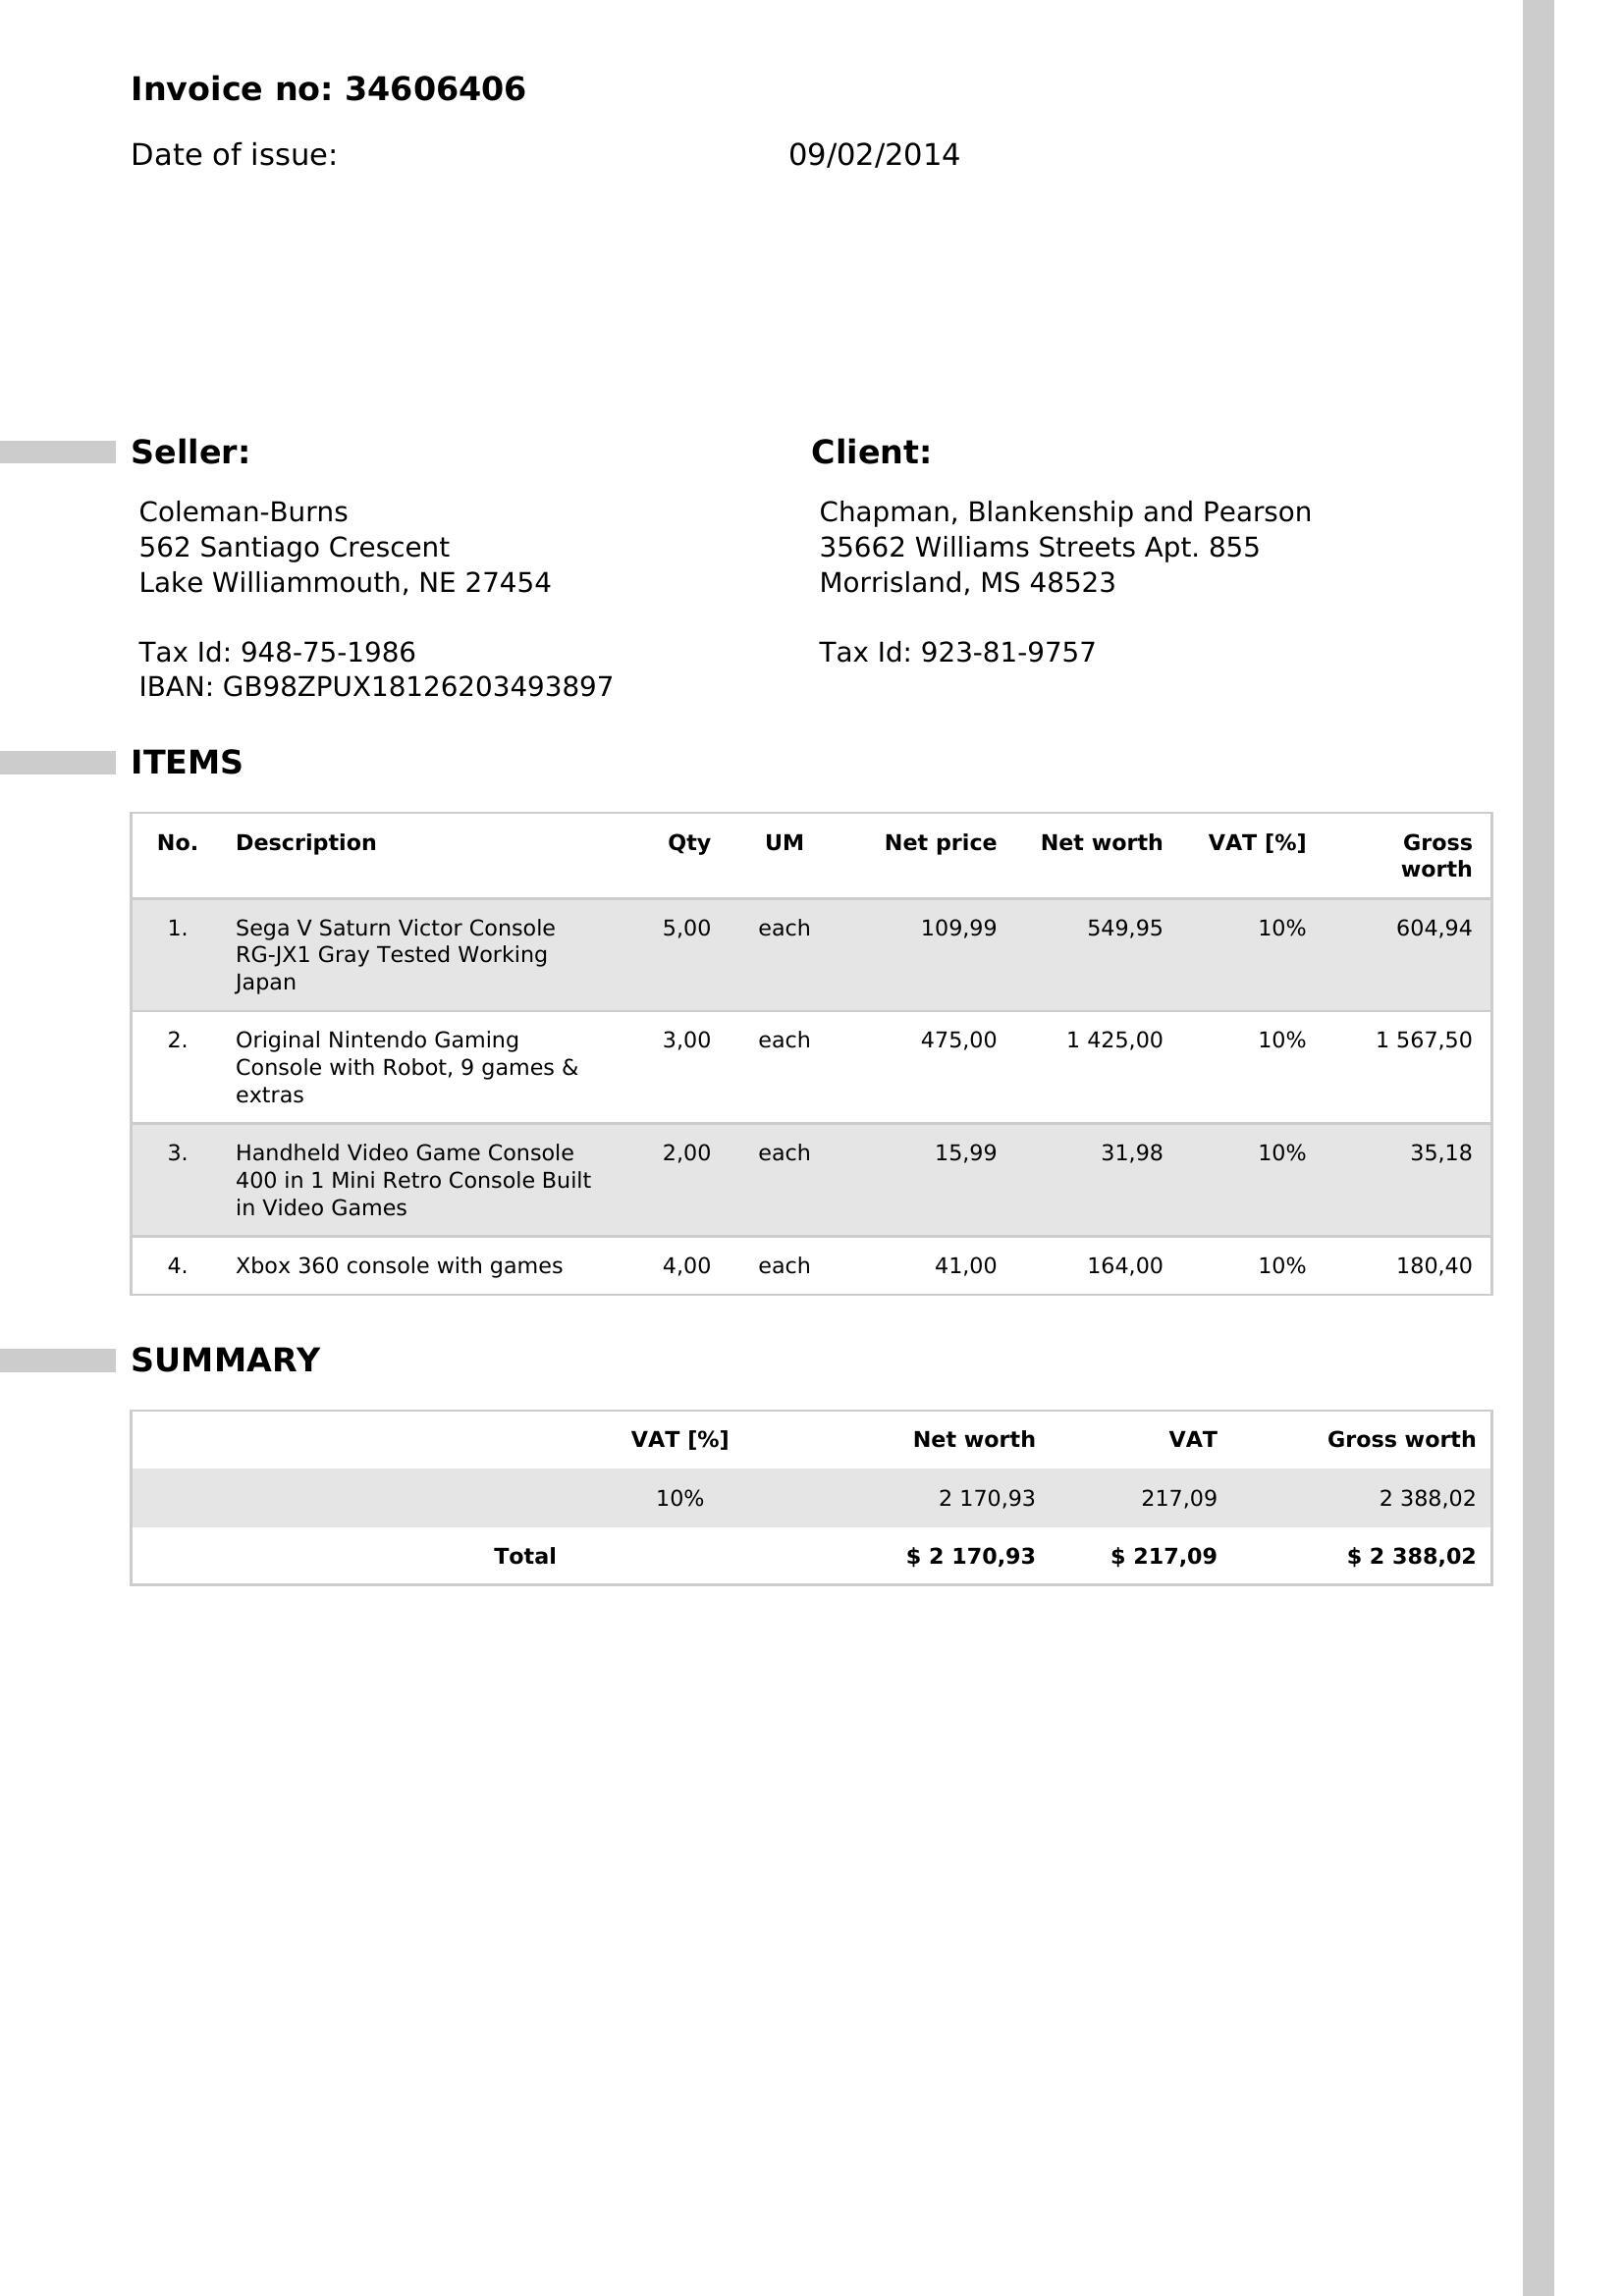 Invoice no: 34606406
Date of issue: 09/02/2014
Seller:
Coleman-Burns
562 Santiago Crescent
Lake Williammouth, NE 27454
Tax Id: 948-75-1986
IBAN: GB98ZPUX18126203493897
Client:
Chapman, Blankenship and Pearson
35662 Williams Streets Apt. 855
Morrisland, MS 48523
Tax Id: 923-81-9757
ITEMS
No. Description Qty UM Net price Net worth VAT [%] Gross
worth
1. Sega V Saturn Victor Console 5,00 each 109,99 549,95 10% 604,94
RG-JX1 Gray Tested Working
Japan
2. Original Nintendo Gaming 3,00 each 475,00 1 425,00 10% 1 567,50
Console with Robot, 9 games &
extras
3. Handheld Video Game Console 2,00 each 15,99 31,98 10% 35,18
400 in 1 Mini Retro Console Built
in Video Games
4. Xbox 360 console with games 4,00 each 41,00 164,00 10% 180,40
SUMMARY
VAT [%] Net worth VAT Gross worth
10% 2 170,93 217,09 2 388,02
Total $ 2 170,93 $ 217,09 $ 2 388,02